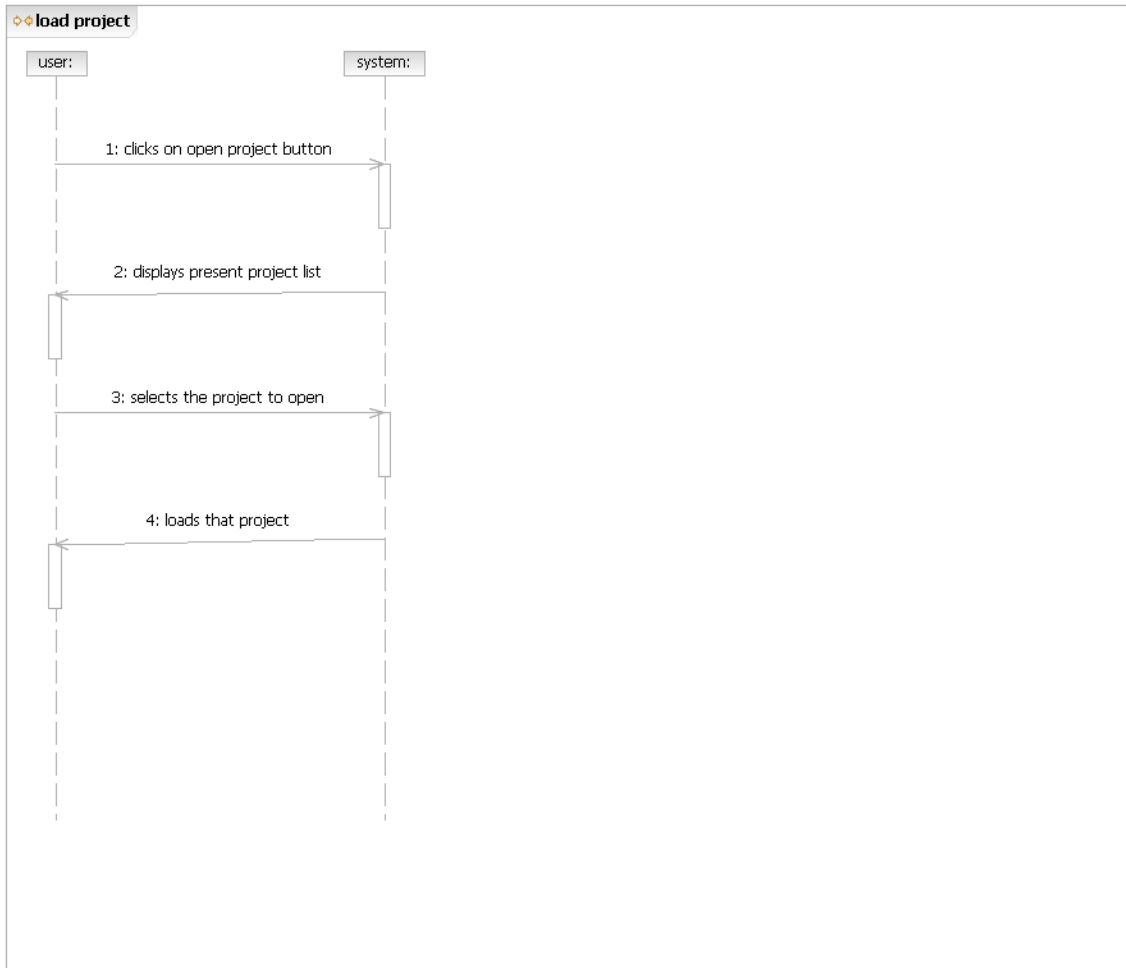 load project
user:
system:
1: clicks on open project button
2: displays present project list
3: selects the project to open
4: loads that project